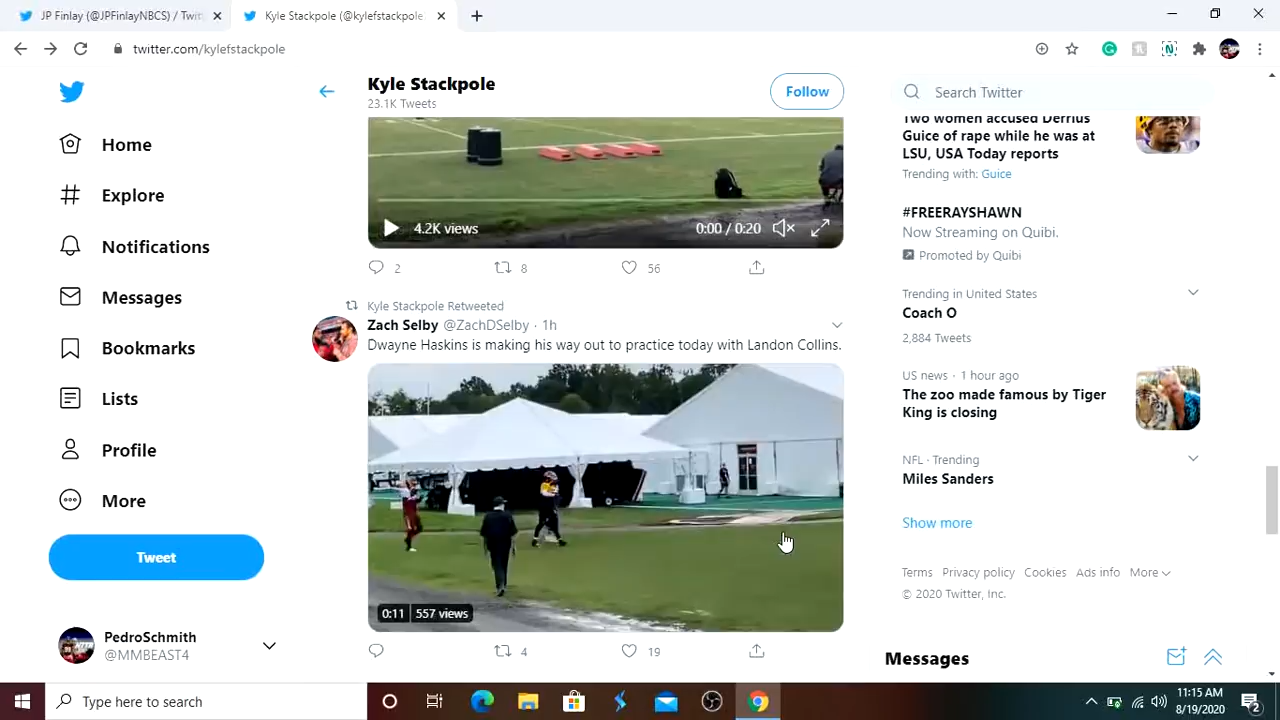 JP Finlay (@JPFinlayNBCS) / Twit
Kyle Stackpole (@kylefstackpole
twitter.com/kylefstackpole
Home
Explore
Notifications
Messages
Bookmarks
Lists
Profile
More
Tweet
PedroSchmith
@MMBEAST4
Kyle Stackpole
23.1K Tweets
Follow
4.2K views
0:00 / 0:20
2
8
56
Kyle Stackpole Retweeted
Zach Selby @ZachDSelby · 1h
Dwayne Haskins is making his way out to practice today with Landon Collins.
0:11
557 views
4
19
Search Twitter
Two women accused Derrius
Guice of rape while he was at
LSU, USA Today reports
Trending with: Guice
#FREERAYSHAWN
Now Streaming on Quibi.
Promoted by Quibi
Trending in United States
Coach O
2,884 Tweets
US news · 1 hour ago
The zoo made famous by Tiger
King is closing
NFL · Trending
Miles Sanders
Show more
Terms Privacy policy Cookies Ads info More
© 2020 Twitter, Inc.
Messages
Type here to search
11:15 AM
8/19/2020
2